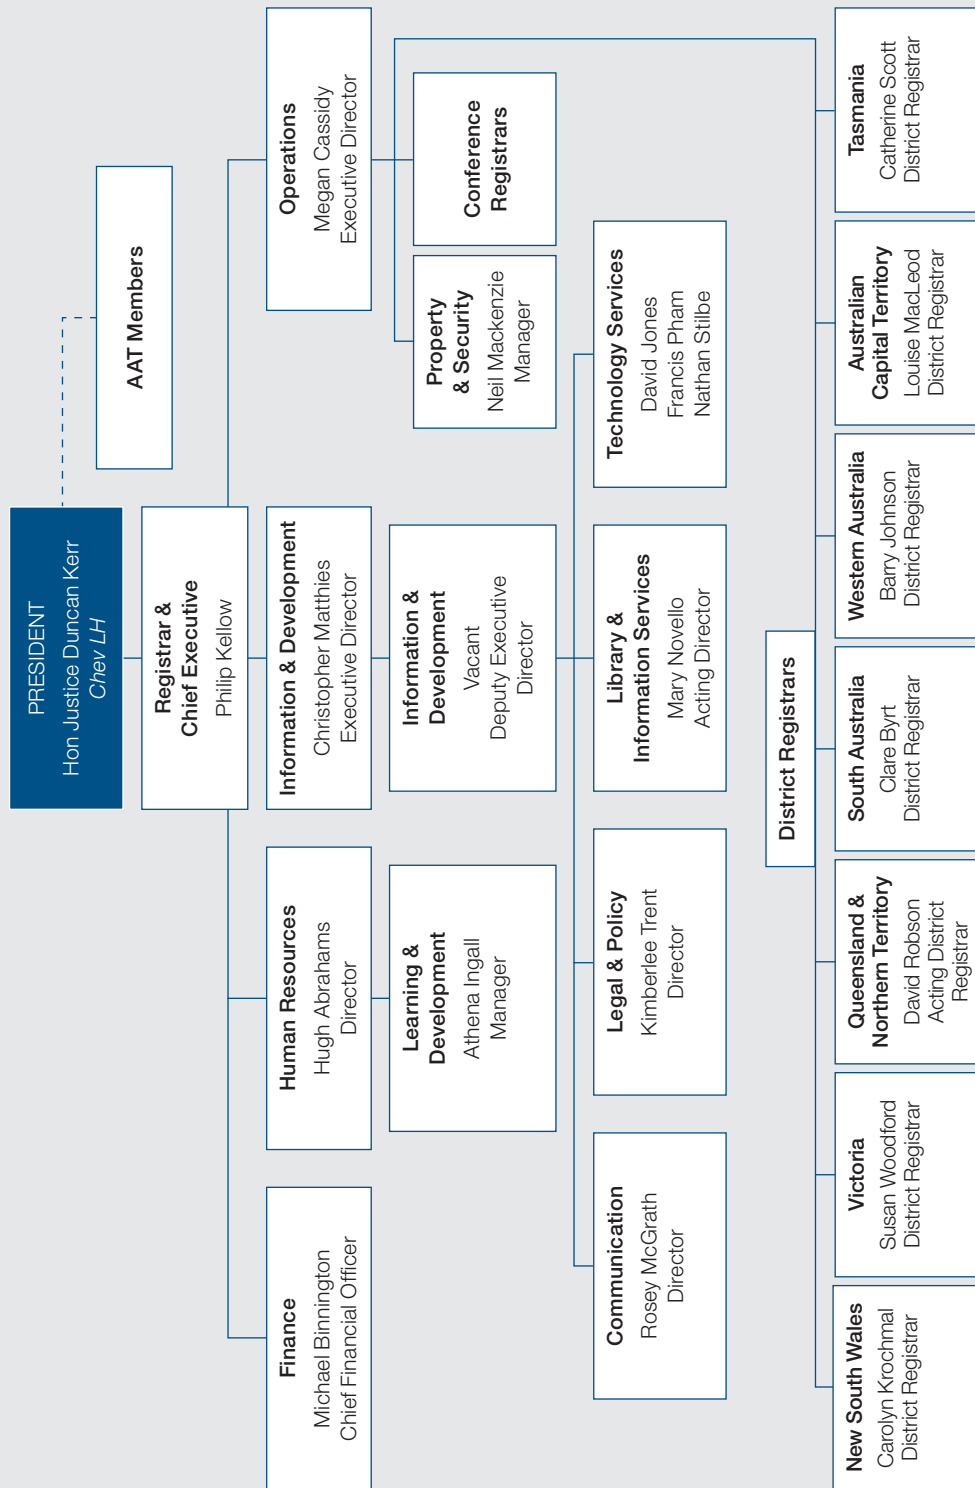 PRESIDENT
Hon Justice Duncan Kerr
Chev LH
AAT Members
Registrar &
Chief Executive
Philip Kellow
Finance
Michael Binnington
Chief Financial Officer
Human Resources
Hugh Abrahams
Director
Information & Development
Christopher Matthies
Executive Director
Operations
Megan Cassidy
Executive Director
Learning &
Development
Athena Ingall
Manager
Information &
Development
Vacant
Deputy Executive
Director
Property
& Security
Neil Mackenzie
Manager
Conference
Registrars
Communication
Rosey McGrath
Director
Legal & Policy
Kimberlee Trent
Director
Library &
Information Services
Mary Novello
Acting Director
Technology Services
David Jones
Francis Pham
Nathan Stilbe
District Registrars
New South Wales
Carolyn Krochmal
District Registrar
Victoria
Susan Woodford
District Registrar
Queensland &
Northern Territory
David Robson
Acting District
Registrar
South Australia
Clare Byrt
District Registrar
Western Australia
Barry Johnson
District Registrar
Australian
Capital Territory
Louise MacLeod
District Registrar
Tasmania
Catherine Scott
District Registrar